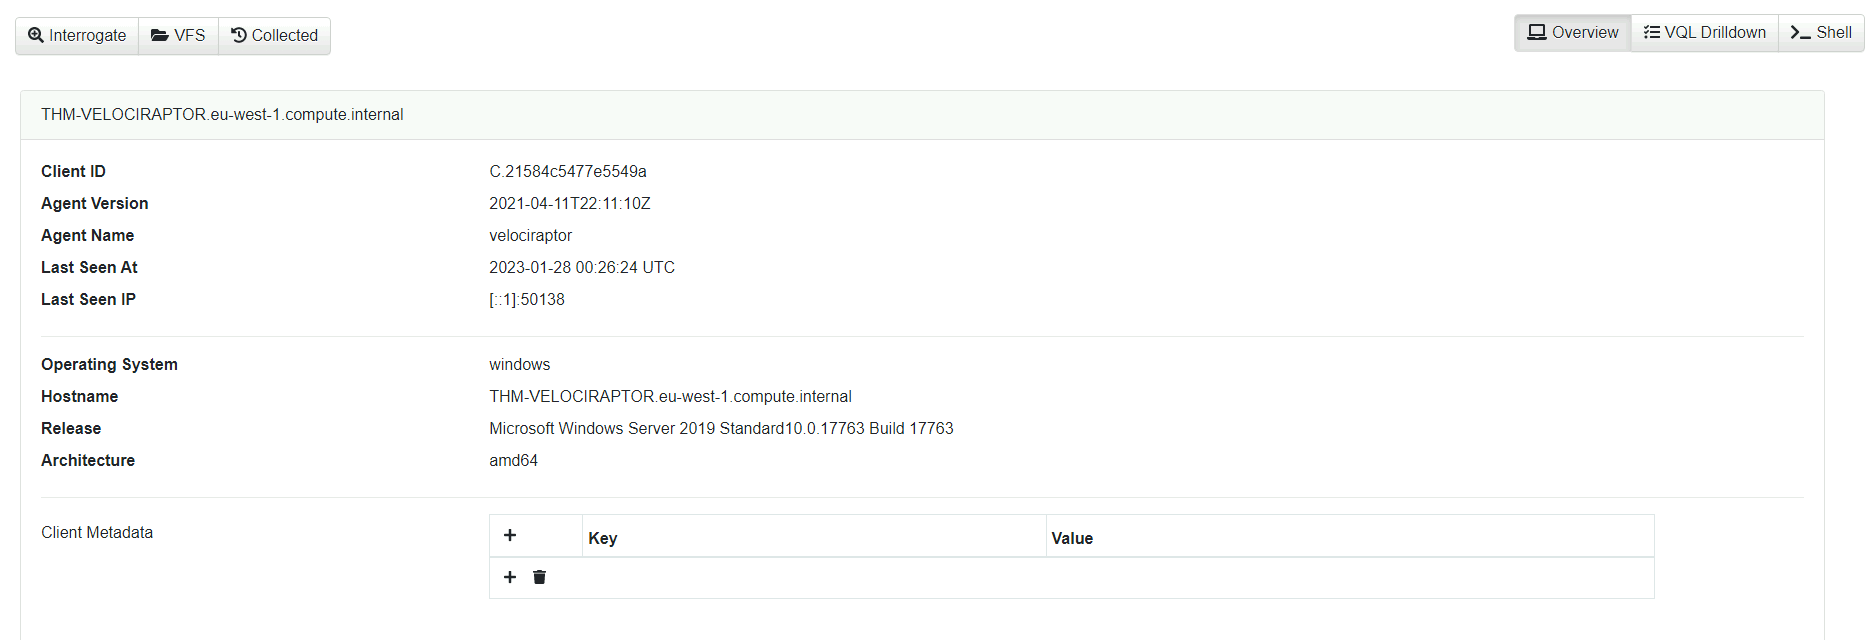 Interrogate VFS Collected Overview VQL Drilldown Shell
THM-VELOCIRAPTOR.eu-west-1.compute.internal
Client ID C.21584c5477e5549a
Agent Version 2021-04-11T22:11:10Z
Agent Name velociraptor
Last Seen At 2023-01-28 00:26:24 UTC
Last Seen IP [::1]:50138
Operating System windows
Hostname THM-VELOCIRAPTOR.eu-west-1.compute.internal
Release Microsoft Windows Server 2019 Standard10.0.17763 Build 17763
Architecture amd64
Client Metadata
Key Value